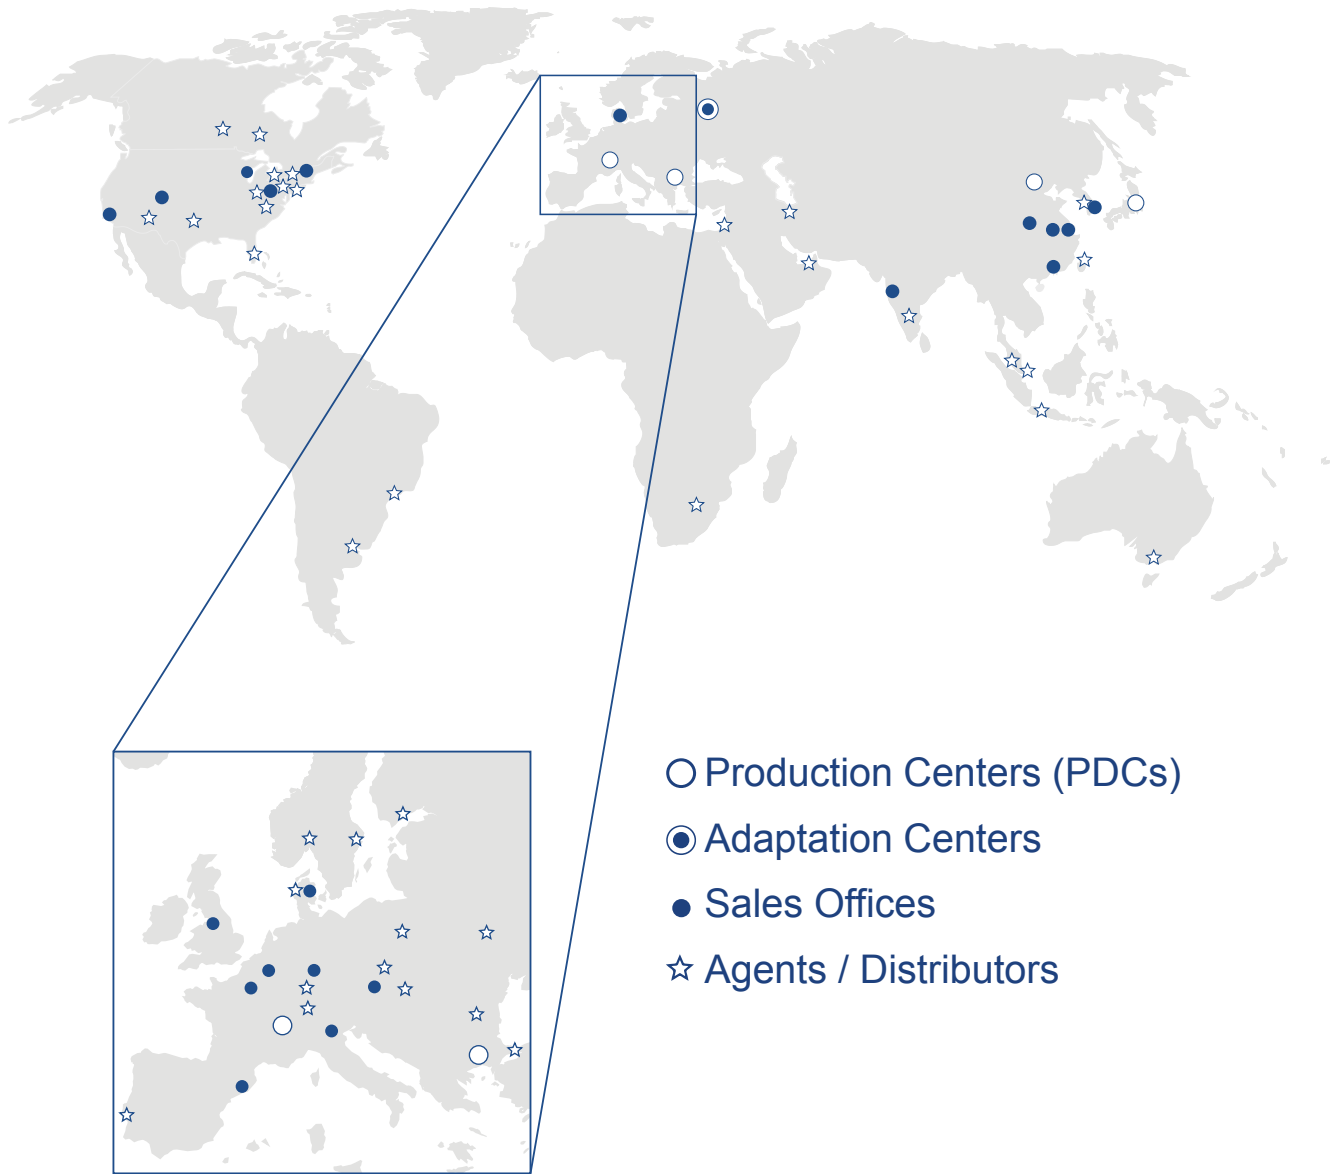 Production Centers (PDCs)
Adaptation Centers
Sales Offices
Agents / Distributors